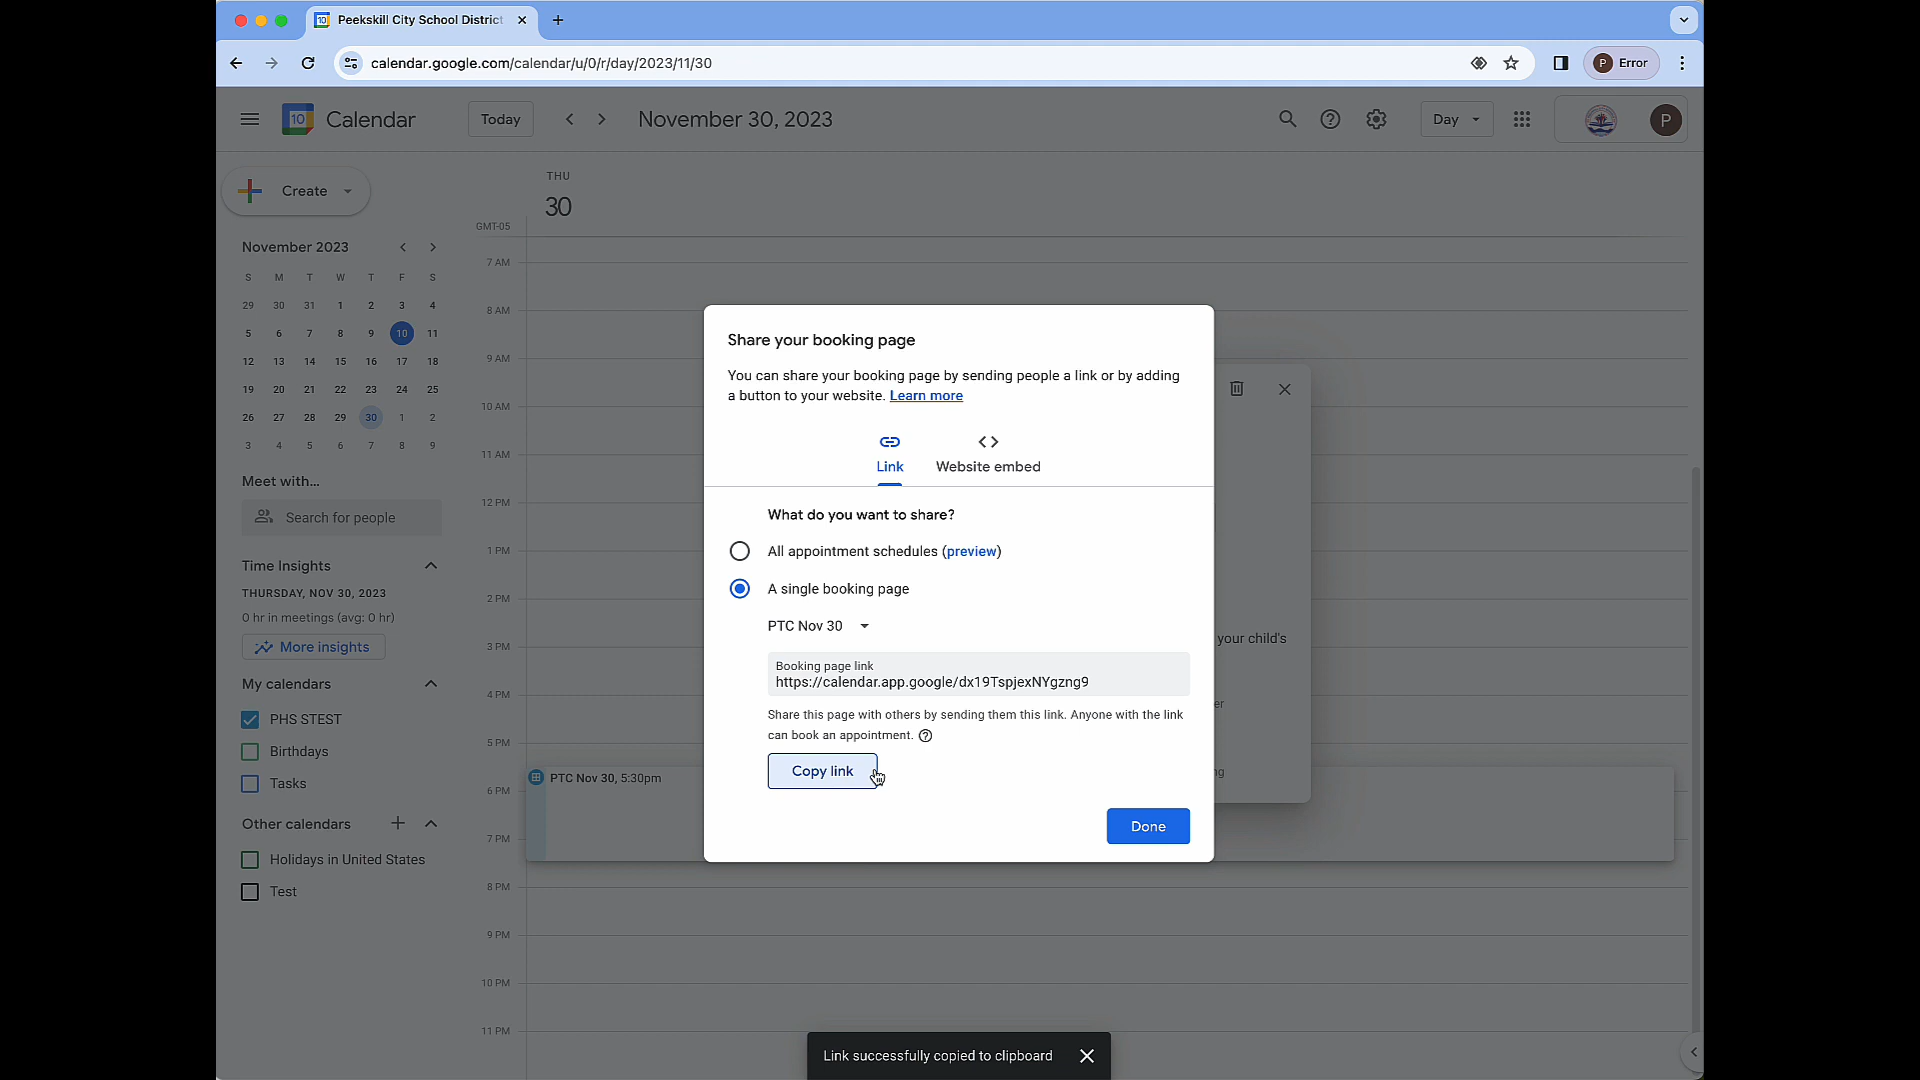 Peekskill City School District
calendar.google.com/calendar/u/0/r/day/2023/11/30
P Error
10 Calendar
Today
November 30, 2023
Day
P
Create
THU
30
GMT-05
November 2023
S M T W T F S
29 30 31 1 2 3 4
5 6 7 8 9 10 11
12 13 14 15 16 17 18
19 20 21 22 23 24 25
26 27 28 29 30 1 2
3 4 5 6 7 8 9
Meet with...
Search for people
Time Insights
THURSDAY, NOV 30, 2023
0 hr in meetings (avg: 0 hr)
More insights
My calendars
PHS STEST
Birthdays
Tasks
Other calendars
Holidays in United States
Test
7 AM
8 AM
9 AM
10 AM
11 AM
12 PM
1 PM
2 PM
3 PM
4 PM
5 PM
6 PM
7 PM
8 PM
9 PM
10 PM
11 PM
PTC Nov 30, 5:30pm
your child's
er
ng
Share your booking page
You can share your booking page by sending people a link or by adding
a button to your website. Learn more
Link
Website embed
What do you want to share?
All appointment schedules (preview)
A single booking page
PTC Nov 30
Booking page link
https://calendar.app.google/dx19TspjexNYgzng9
Share this page with others by sending them this link. Anyone with the link
can book an appointment.
Copy link
Done
Link successfully copied to clipboard